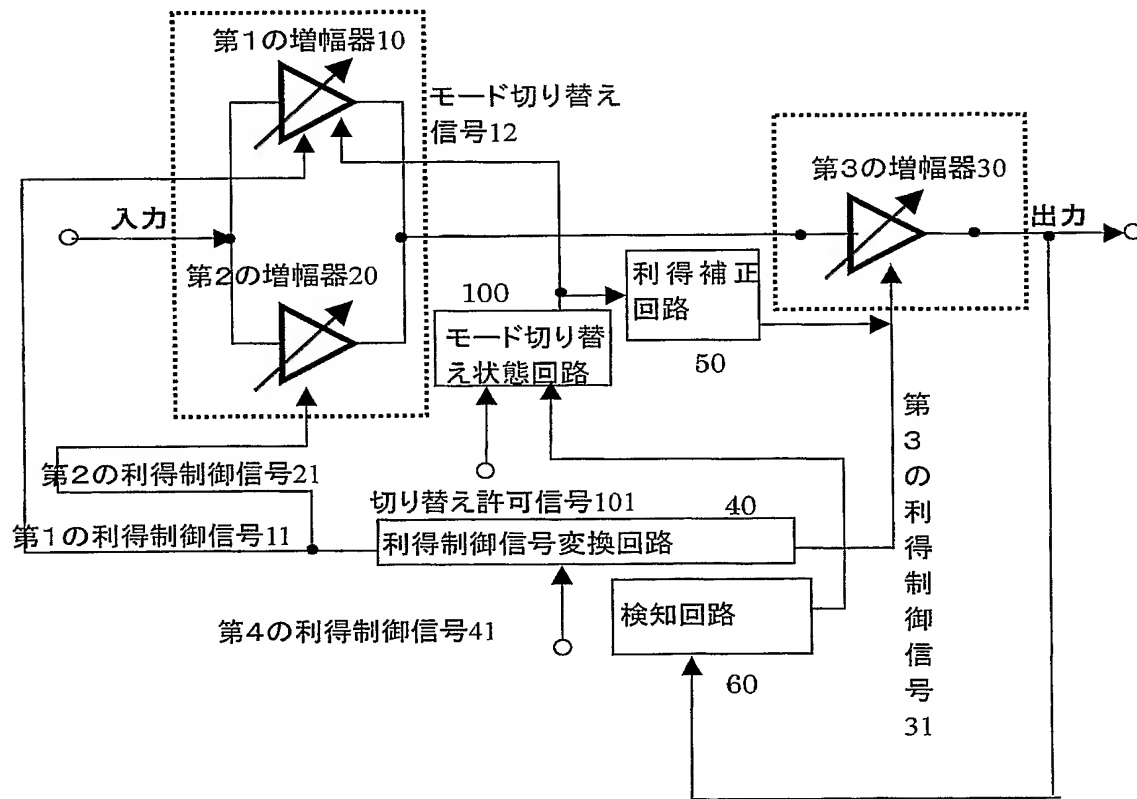 第1の増幅器10
モード切り替え
信号12
第3の増幅器30
入力
出力
第2の増幅器20
100
利得補正
回路
モード切り替
え状態回路
50
第2の利得制御信号21
切り替え許可信号101
40
第1の利得制御信号11
利得制御信号変換回路
第3の利得制御信号31
検知回路
第4の利得制御信号41
60